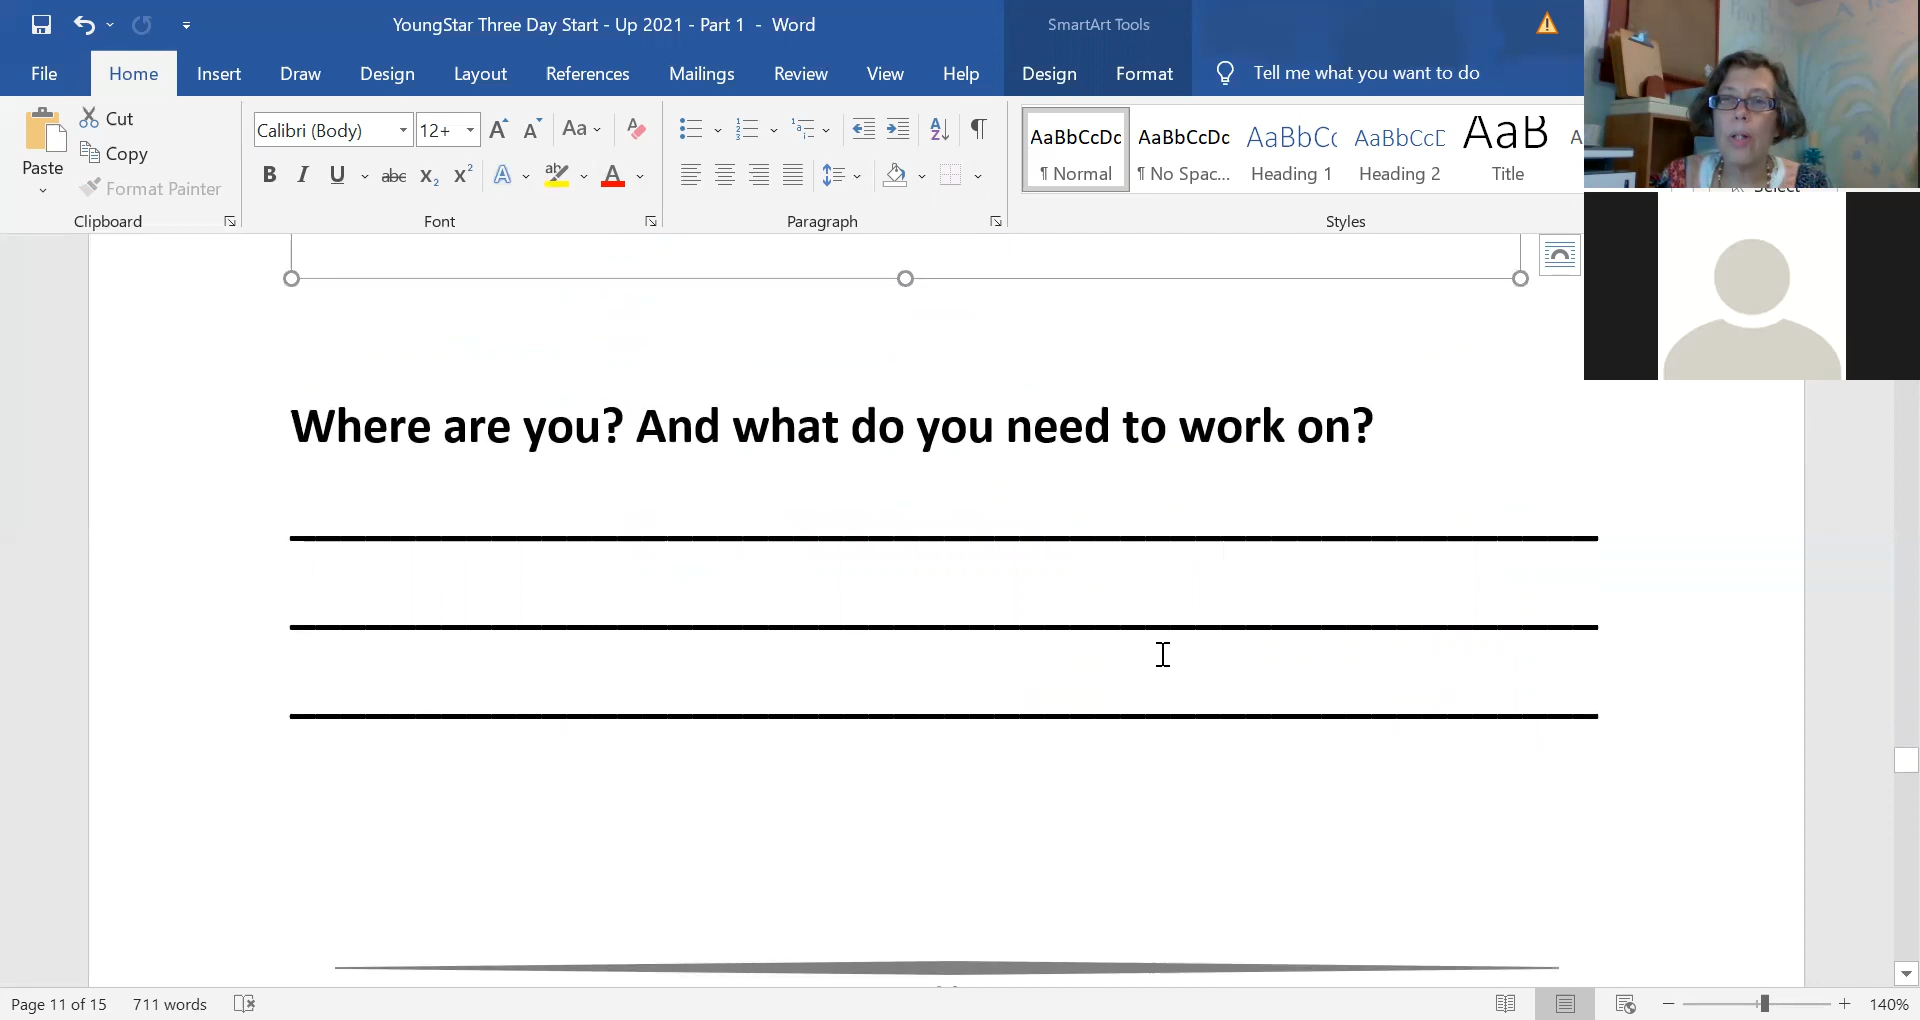 YoungStar Three Day Start - Up 2021 - Part 1 - Word
SmartArt Tools
File Home Insert Draw Design Layout References Mailings Review View Help Design Format Tell me what you want to do
Paste
Cut
Copy
Format Painter
Clipboard
Calibri (Body) 12+
Font
Paragraph
AaBbCcDc
¶ Normal
AaBbCcDc
¶ No Spac...
AaBbCc
Heading 1
AaBbCcD
Heading 2
AaB
Title
Styles
Select
Where are you? And what do you need to work on?
Page 11 of 15 711 words
140%